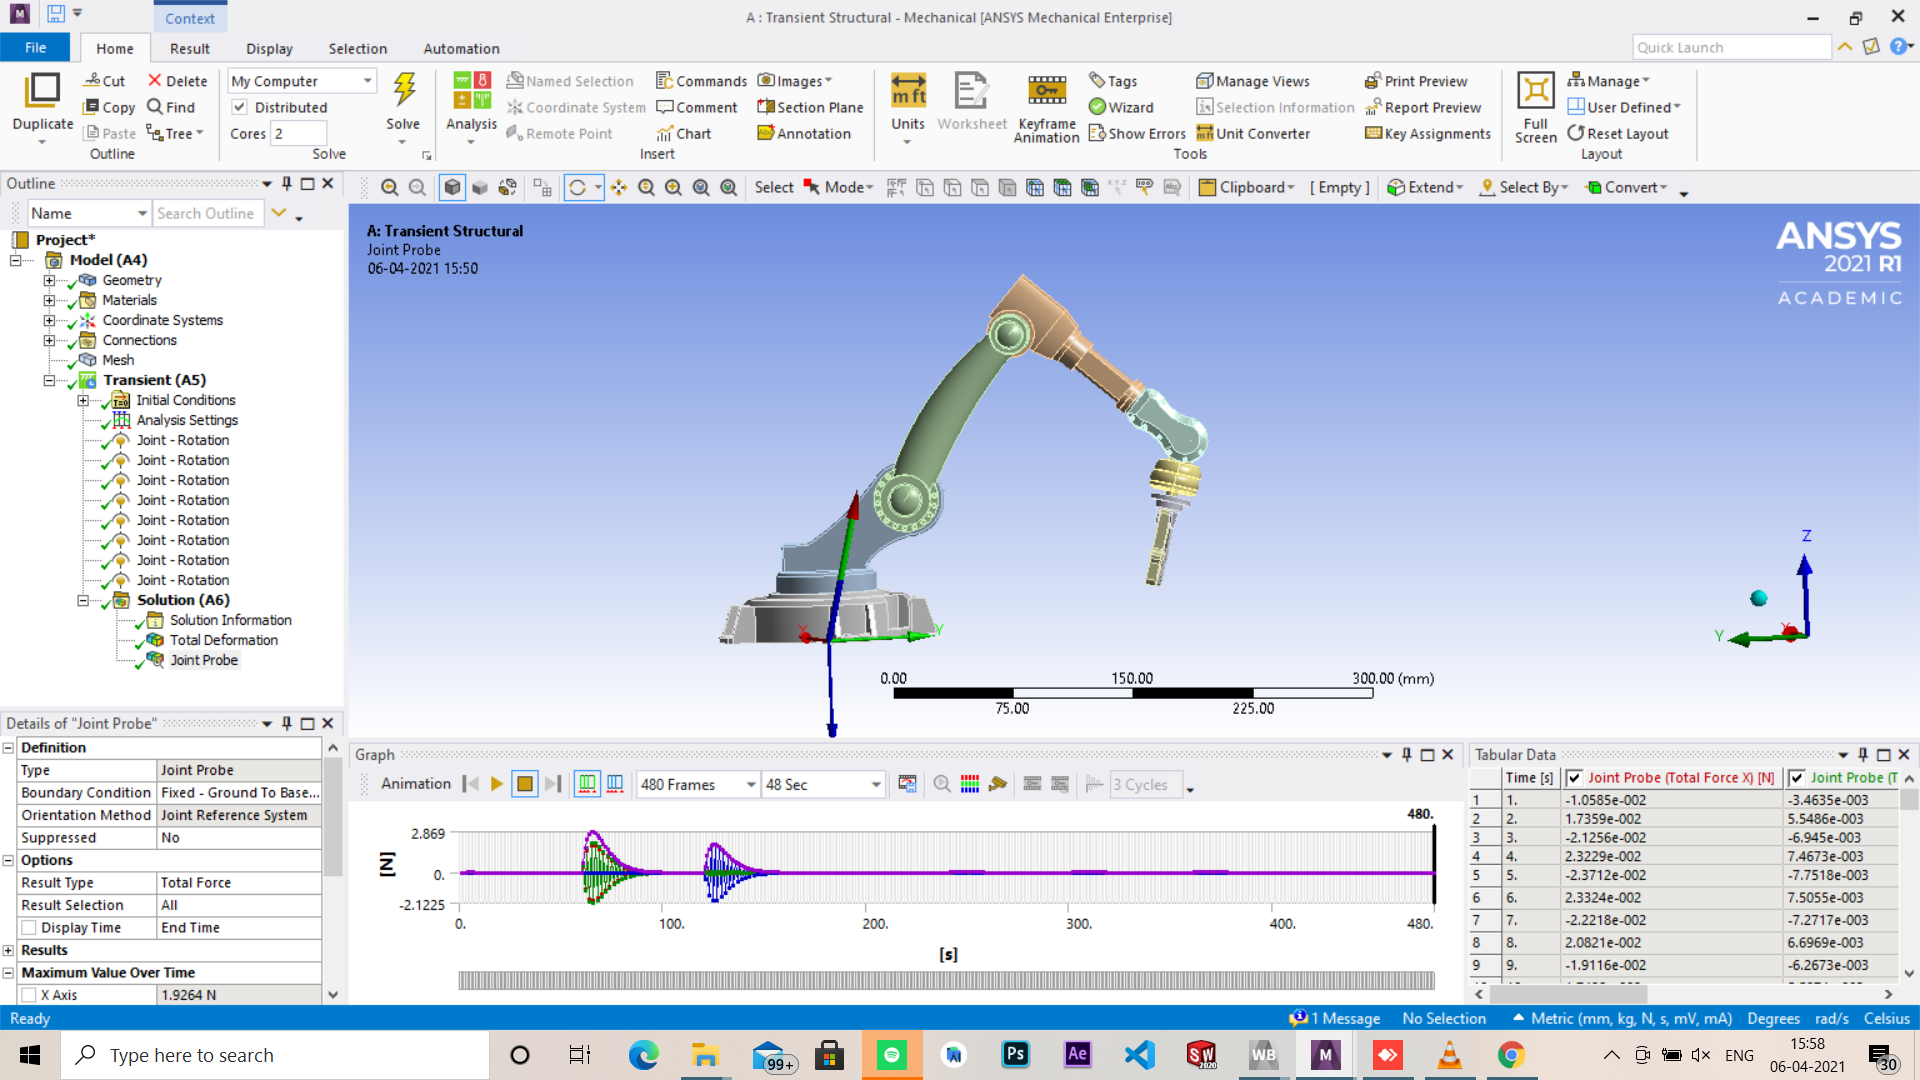 Context
A : Transient Structural - Mechanical [ANSYS Mechanical Enterprise]
File Home Result Display Selection Automation
Quick Launch
Duplicate Cut Copy Paste Delete Find Tree
Outline
My Computer
Distributed
Cores 2
Solve
Solve
Analysis
Named Selection Commands Images
Coordinate System Comment Section Plane
Remote Point Chart Annotation
Insert
Units Worksheet Keyframe Animation
Tags Manage Views Print Preview
Wizard Selection Information Report Preview
Show Errors Unit Converter Key Assignments
Tools
Full Screen Manage
User Defined
Reset Layout
Layout
Outline
Name Search Outline
Select Mode Clipboard [ Empty ] Extend Select By Convert
Project*
Model (A4)
Geometry
Materials
Coordinate Systems
Connections
Mesh
Transient (A5)
Initial Conditions
Analysis Settings
Joint - Rotation
Joint - Rotation
Joint - Rotation
Joint - Rotation
Joint - Rotation
Joint - Rotation
Joint - Rotation
Joint - Rotation
Solution (A6)
Solution Information
Total Deformation
Joint Probe
A: Transient Structural
Joint Probe
06-04-2021 15:50
ANSYS
2021 R1
ACADEMIC
X
Y
Z
Y
X
0.00 150.00 300.00 (mm)
75.00 225.00
Details of "Joint Probe"
Definition
Type Joint Probe
Boundary Condition Fixed - Ground To Base...
Orientation Method Joint Reference System
Suppressed No
Options
Result Type Total Force
Result Selection All
Display Time End Time
Results
Maximum Value Over Time
X Axis 1.9264 N
Graph
Animation 480 Frames 48 Sec 3 Cycles
480.
2.869
0.
-2.1225
[N]
0. 100. 200. 300. 400. 480.
[s]
Tabular Data
Time [s] Joint Probe (Total Force X) [N] Joint Probe (T
1 1. -1.0585e-002 -3.4635e-003
2 2. 1.7359e-002 5.5486e-003
3 3. -2.1256e-002 -6.945e-003
4 4. 2.3229e-002 7.4673e-003
5 5. -2.3712e-002 -7.7518e-003
6 6. 2.3324e-002 7.5055e-003
7 7. -2.2218e-002 -7.2717e-003
8 8. 2.0821e-002 6.6969e-003
9 9. -1.9116e-002 -6.2673e-003
Ready
1 Message No Selection Metric (mm, kg, N, s, mV, mA) Degrees rad/s Celsius
Type here to search
99+
Ps
Ae
SW
2020
WB
M
ENG
15:58
06-04-2021
30